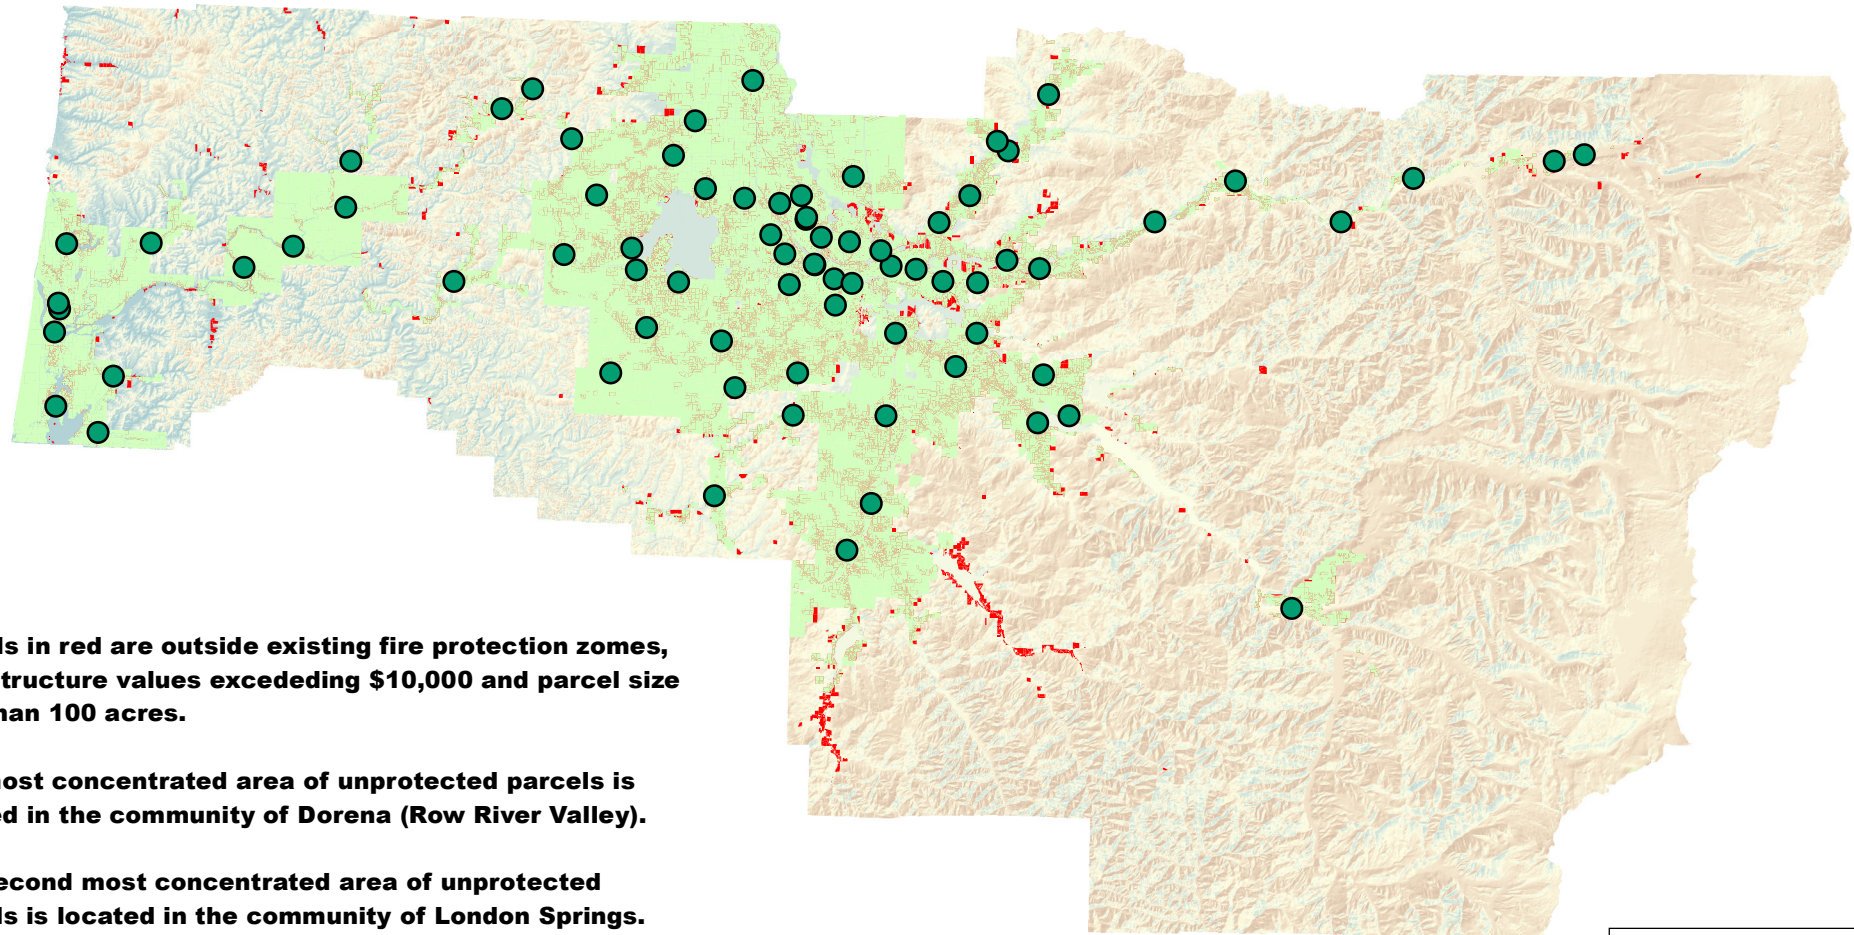 ls in red are outside existing fire protection zomes,
tructure values excededing $10,000 and parcel size
han 100 acres.
nost concentrated area of unprotected parcels is
ed in the community of Dorena (Row River Valley).
econd most concentrated area of unprotected
ls is located in the community of London Springs.